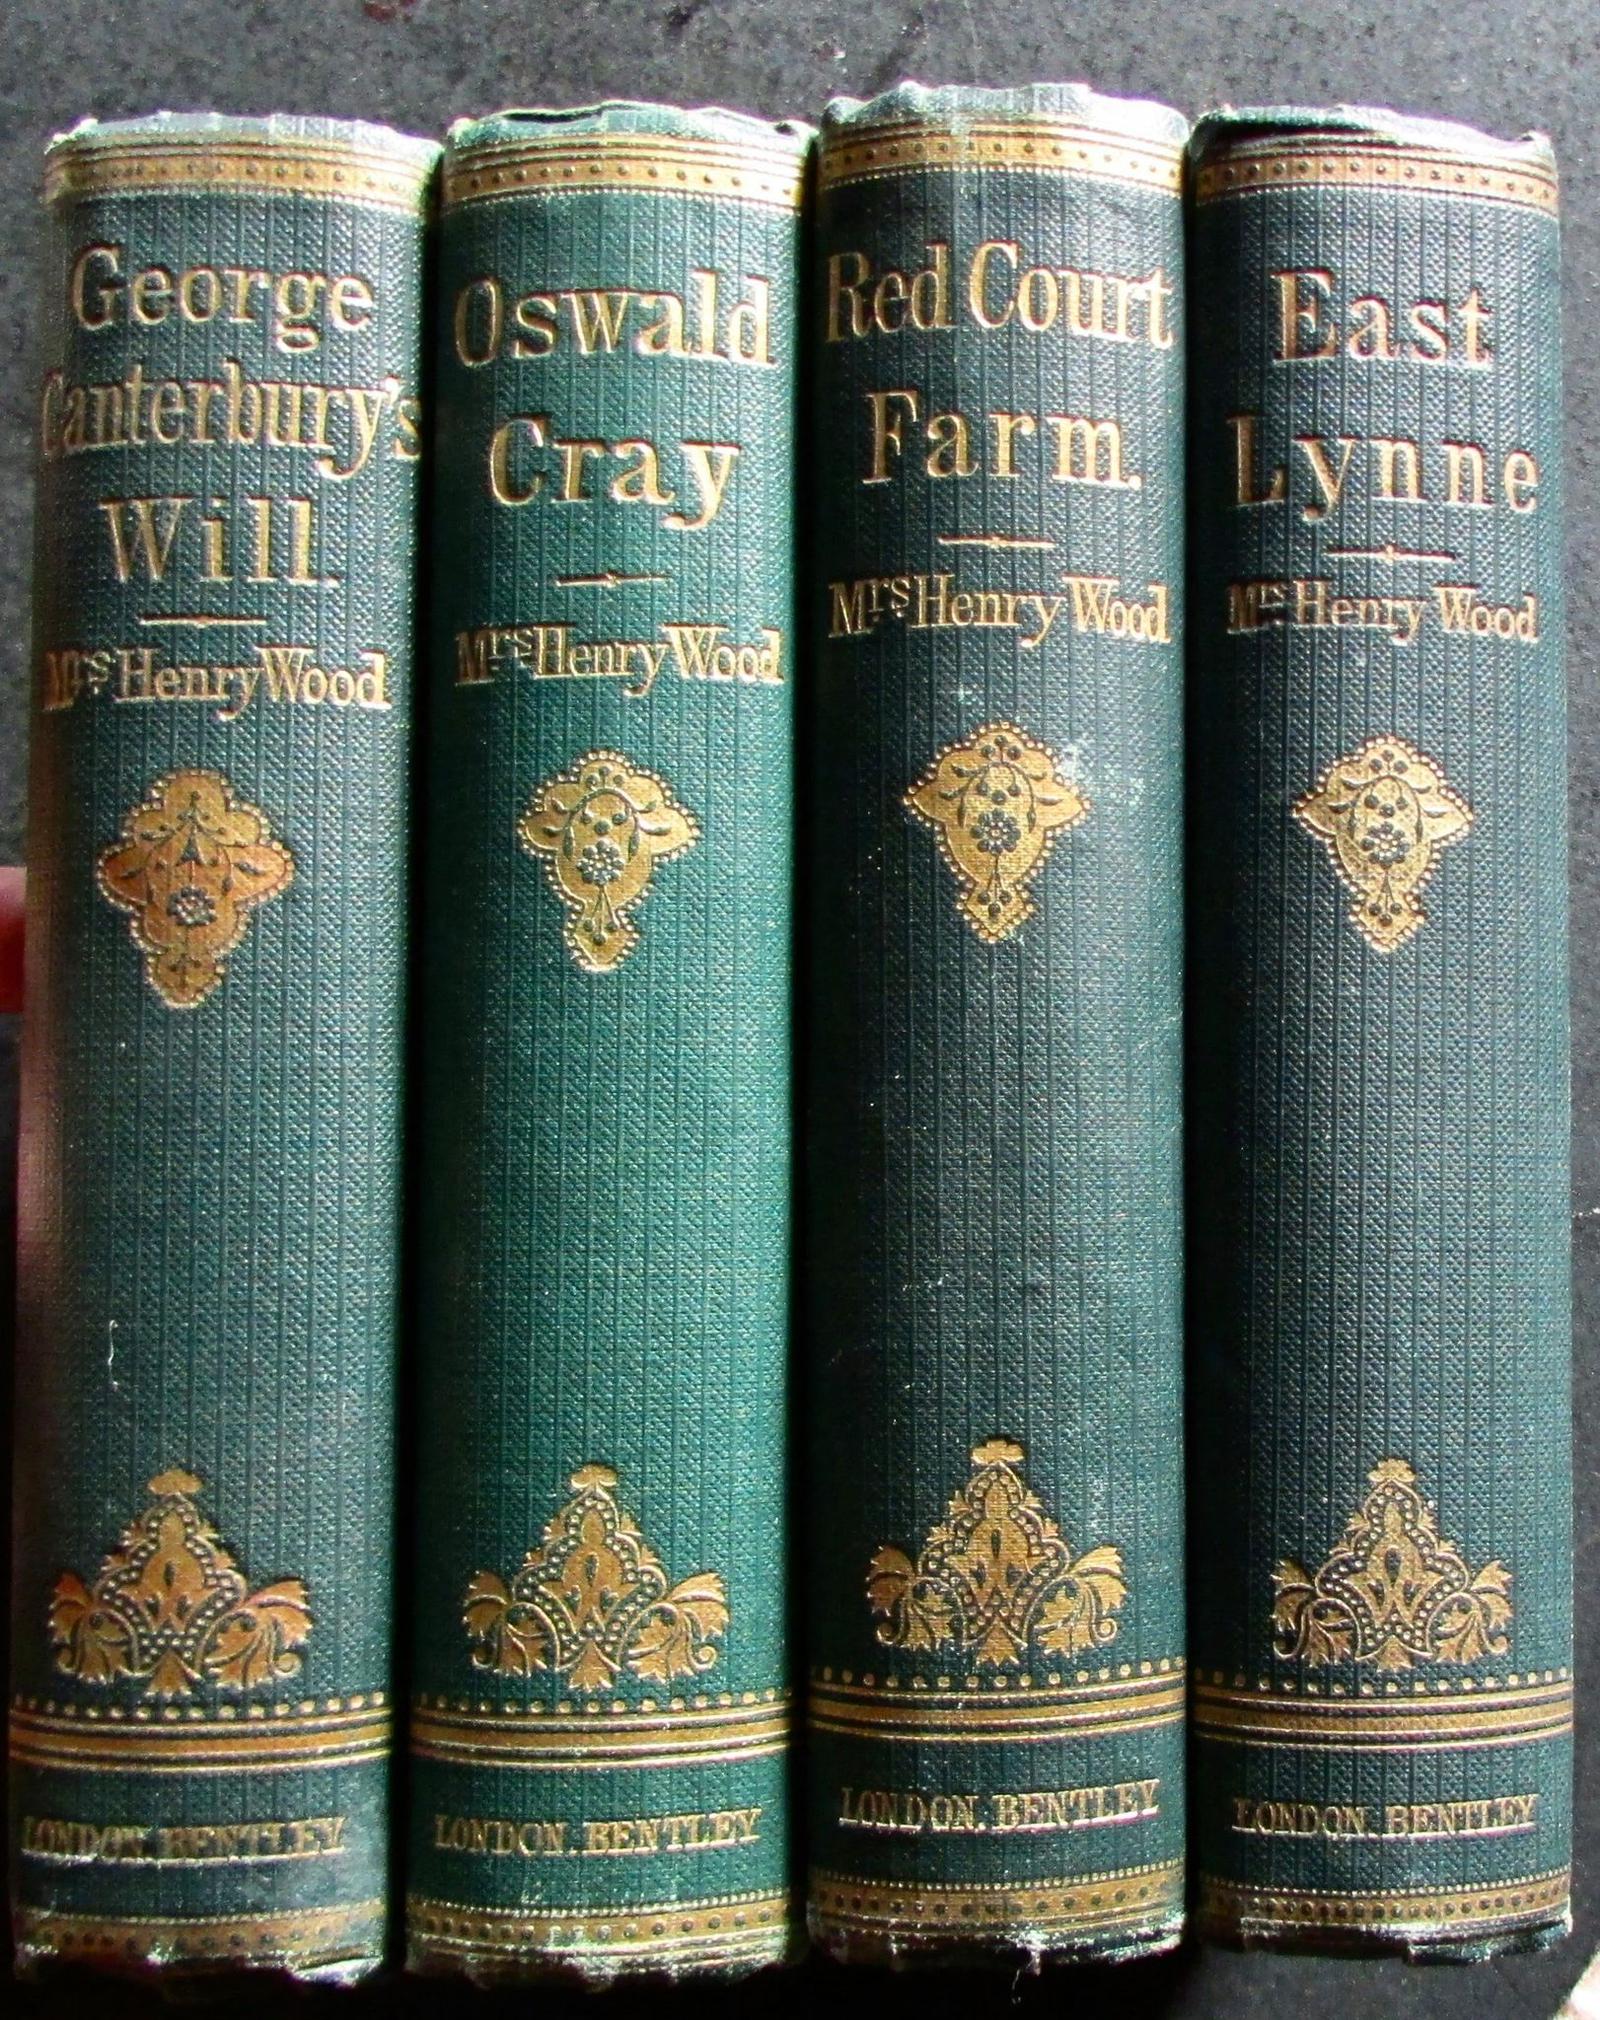 George
Canterbury's
Will.
Mrs Henry Wood
LONDON. BENTLEY
Oswald
Cray
Mrs Henry Wood
LONDON. BENTLEY
Red Court
Farm.
Mrs Henry Wood
LONDON. BENTLEY
East
Lynne
Mrs Henry Wood
LONDON. BENTLEY